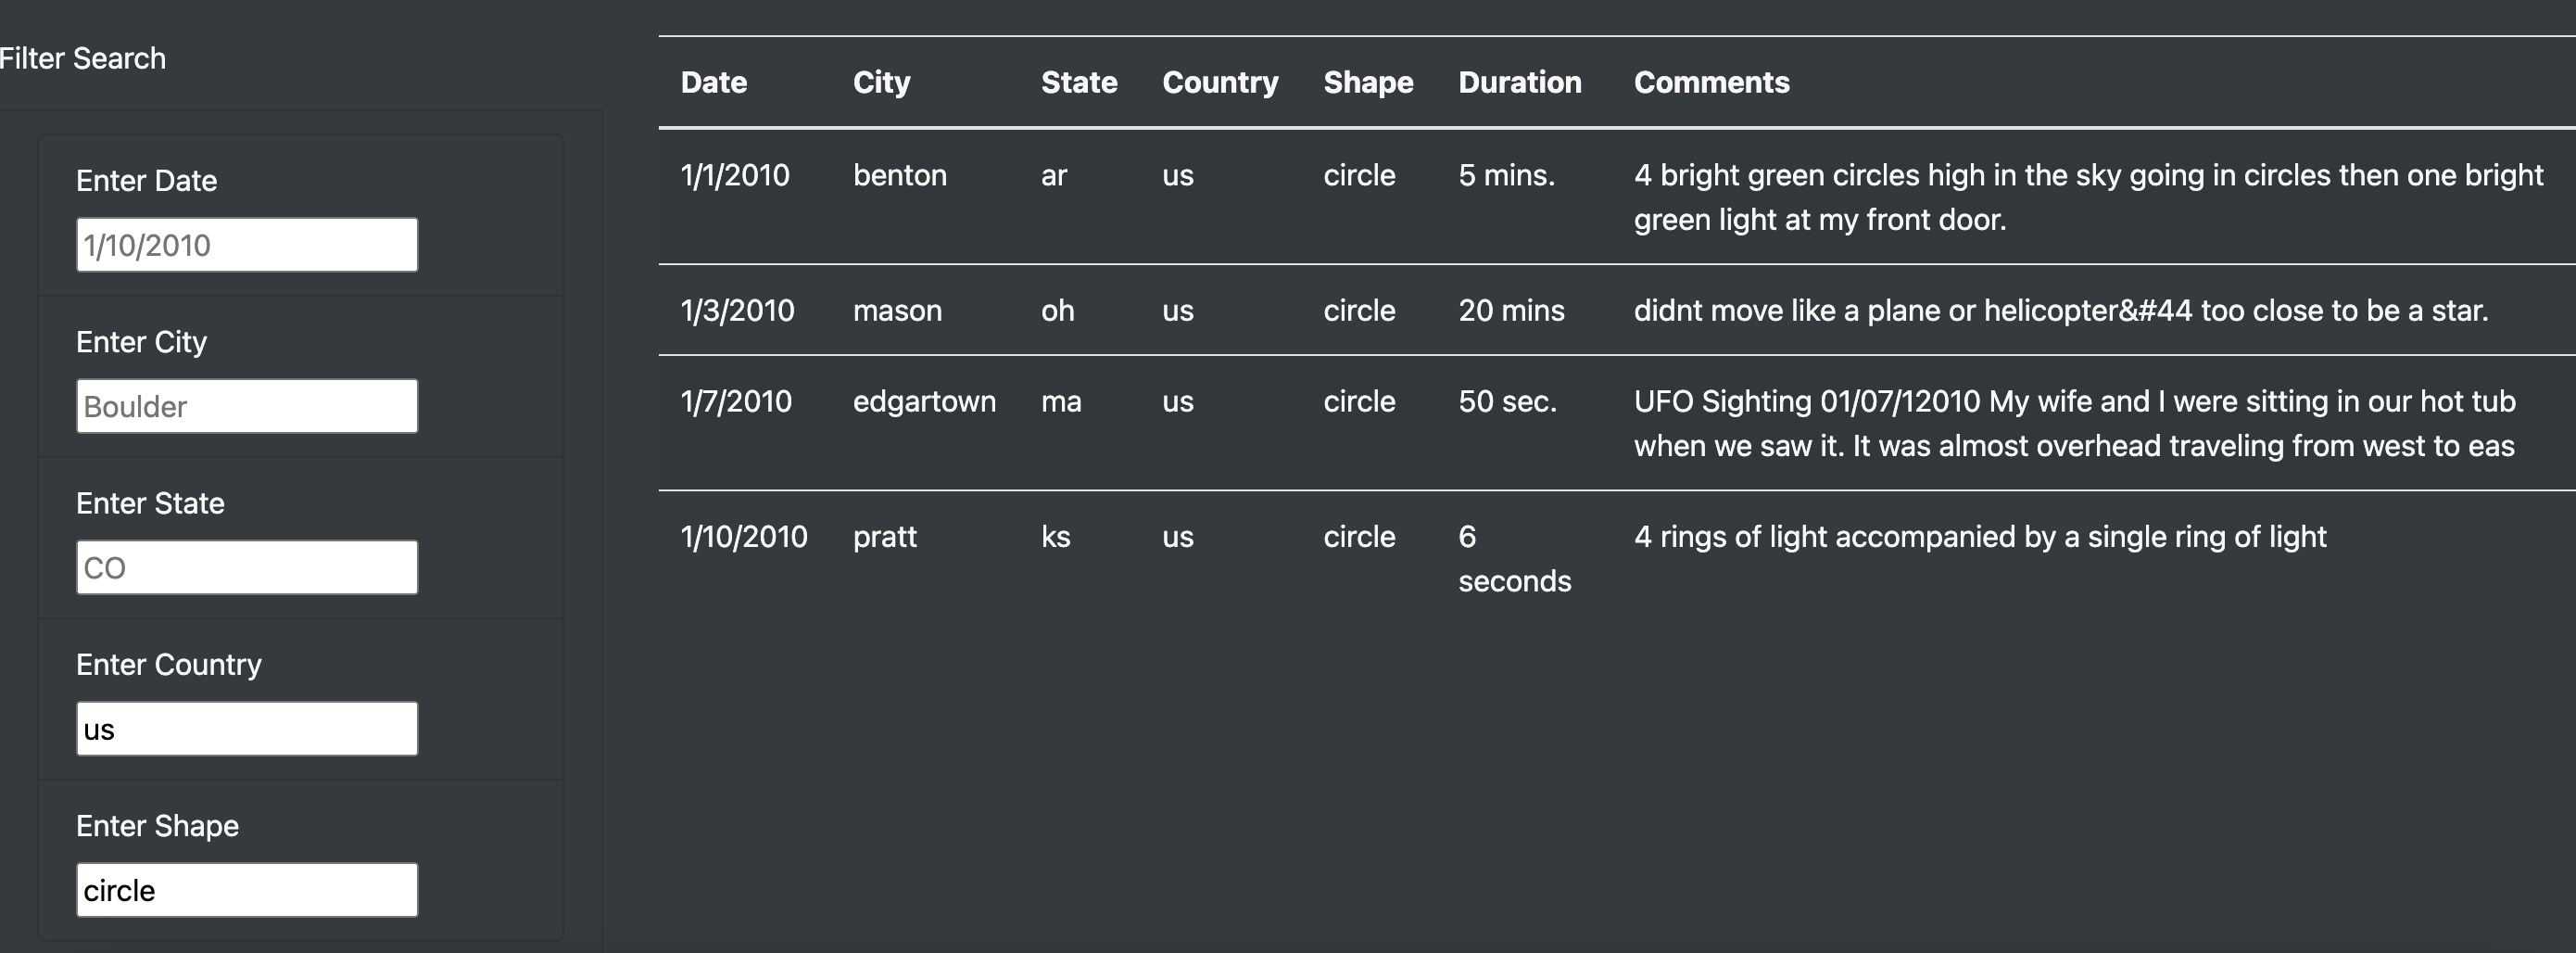 Filter Search
Enter Date
1/10/2010
Enter City
Boulder
Enter State
CO
Enter Country
us
Enter Shape
circle
Date City State Country Shape Duration Comments
1/1/2010 benton ar us circle 5 mins. 4 bright green circles high in the sky going in circles then one bright
green light at my front door.
1/3/2010 mason oh us circle 20 mins didnt move like a plane or helicopter&#44 too close to be a star.
1/7/2010 edgartown ma us circle 50 sec. UFO Sighting 01/07/12010 My wife and I were sitting in our hot tub
when we saw it. It was almost overhead traveling from west to eas
1/10/2010 pratt ks us circle 6 4 rings of light accompanied by a single ring of light
seconds